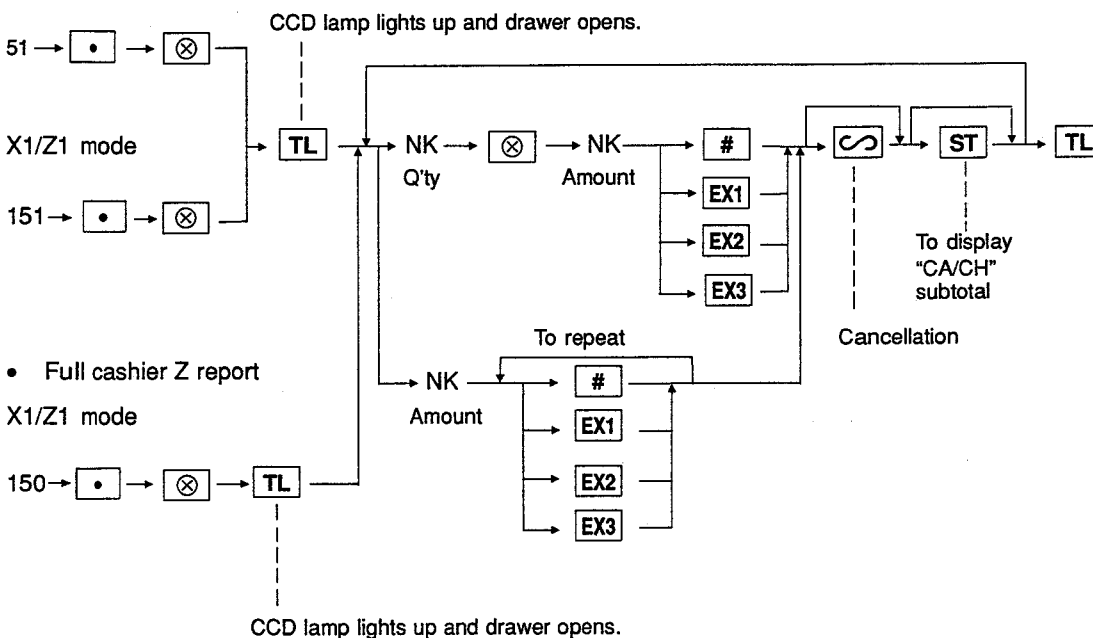 CCD lamp lights up and drawer opens.
51 → • → ⊗
X1/Z1 mode
TL → NK → ⊗ → NK → # → ᔕ → ST → TL
Q'ty Amount
EX1
151 → • → ⊗
EX2
To display
"CA/CH"
subtotal
EX3
Cancellation
To repeat
• Full cashier Z report
NK → #
X1/Z1 mode
Amount
EX1
150 → • → ⊗ → TL
EX2
EX3
CCD lamp lights up and drawer opens.